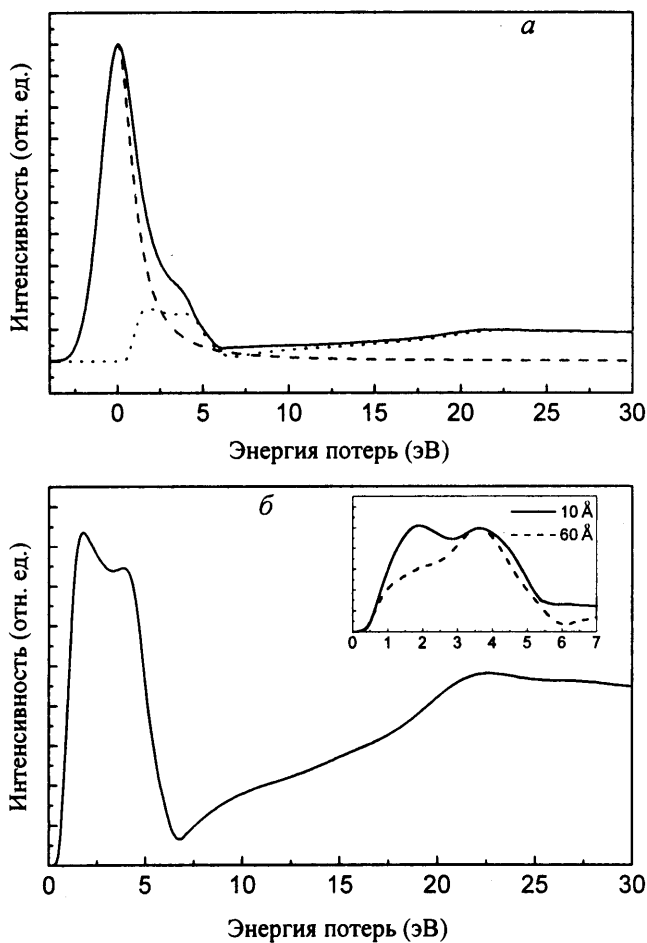 а
Интенсивность (отн. ед.)
0 5 10 15 20 25 30
Энергия потерь (эВ)
б
10 Å
60 Å
0 1 2 3 4 5 6 7
Интенсивность (отн. ед.)
0 5 10 15 20 25 30
Энергия потерь (эВ)